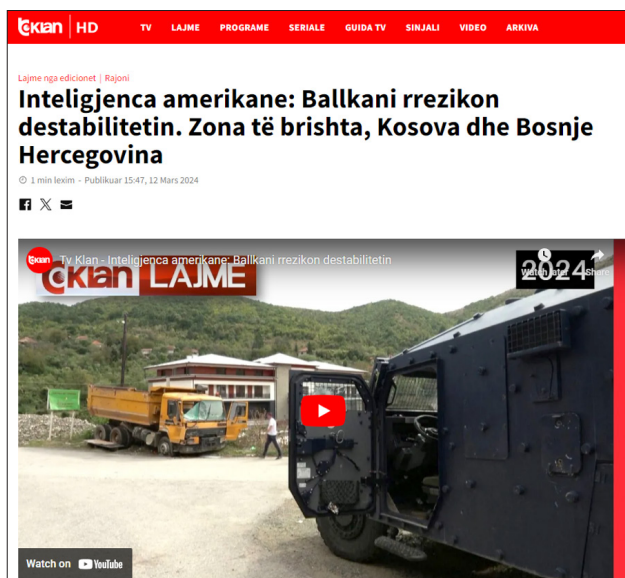 tvKlan | HD
TV LAJME PROGRAME SERIALE GUIDA TV SINJALI VIDEO ARKIVA
Lajme nga edicionet | Rajoni
Inteligjenca amerikane: Ballkani rrezikon
destabilitetin. Zona të brishta, Kosova dhe Bosnje
Hercegovina
1 min lexim - Publikuar 15:47, 12 Mars 2024
Tv Klan - Inteligjenca amerikane: Ballkani rrezikon destabilitetin
tvKlan LAJME
2024
Watch later Share
Watch on YouTube